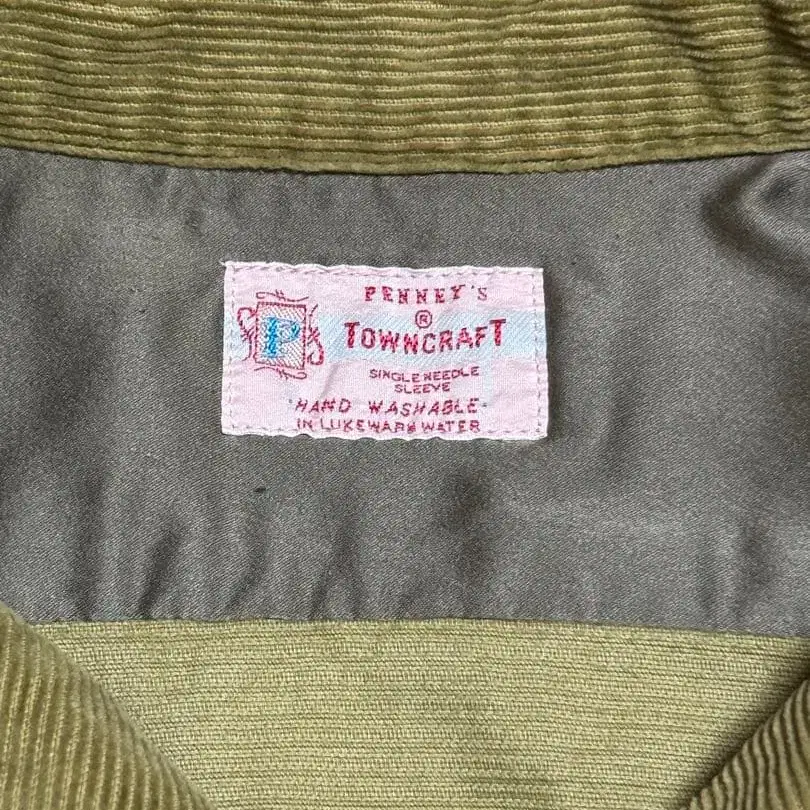 PENNEY'S
®
P
TOWNCRAFT
SINGLE NEEDLE
SLEEVE
HAND WASHABLE
IN LUKEWARM WATER